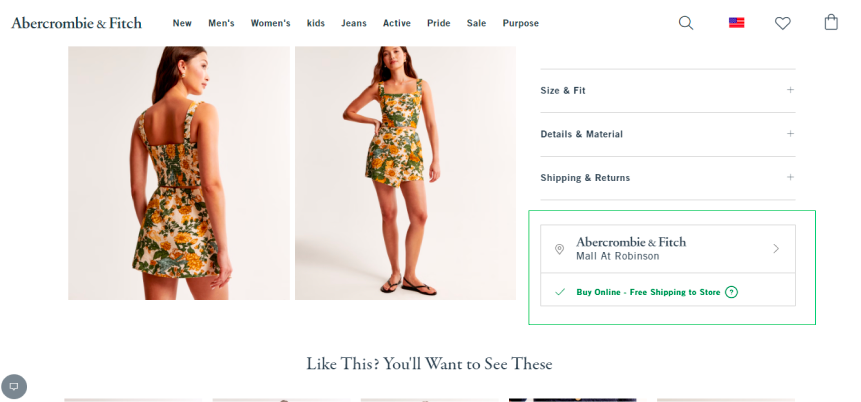 Abercrombie & Fitch New Men's Women's kids Jeans Active Pride Sale Purpose
Size & Fit
Details & Material
Shipping & Returns
Abercrombie & Fitch
Mall At Robinson
Buy Online - Free Shipping to Store ?
Like This? You'll Want to See These